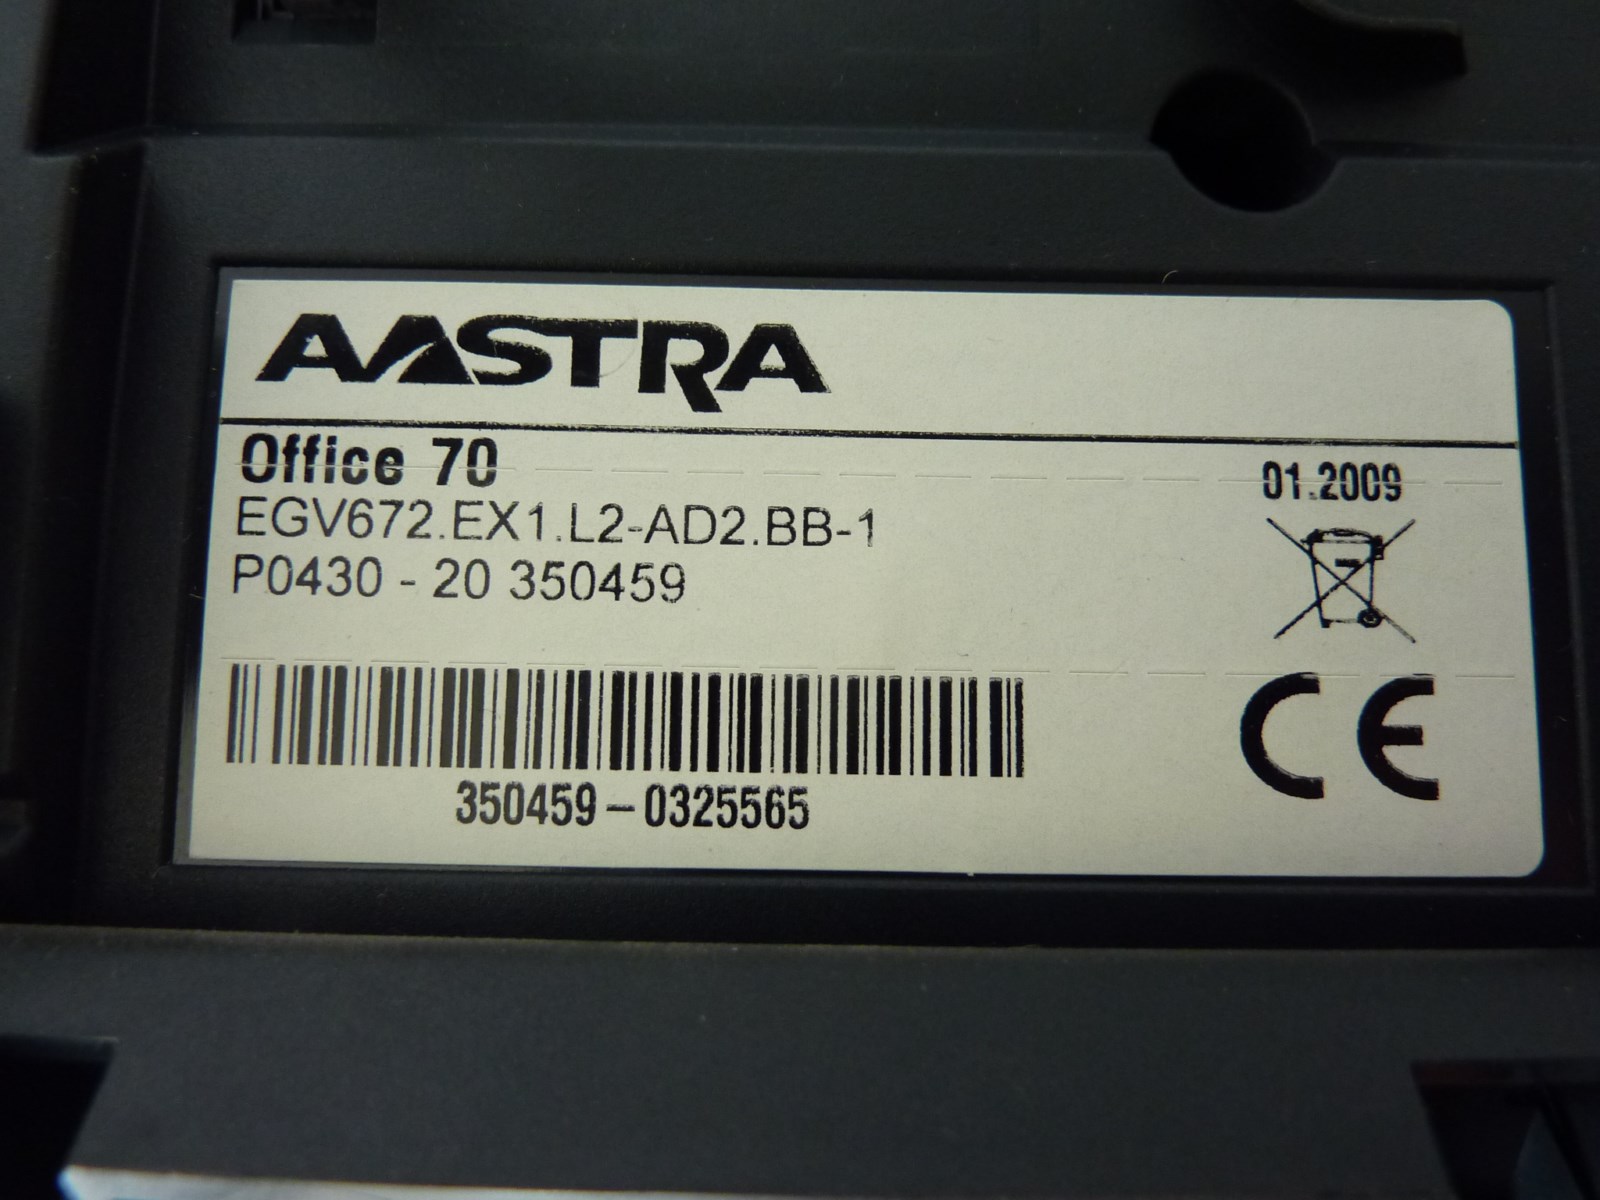 AASTRA
Office 70
01.2009
EGV672.EX1.L2-AD2.BB-1
P0430 - 20 350459
CE
350459 – 0325565